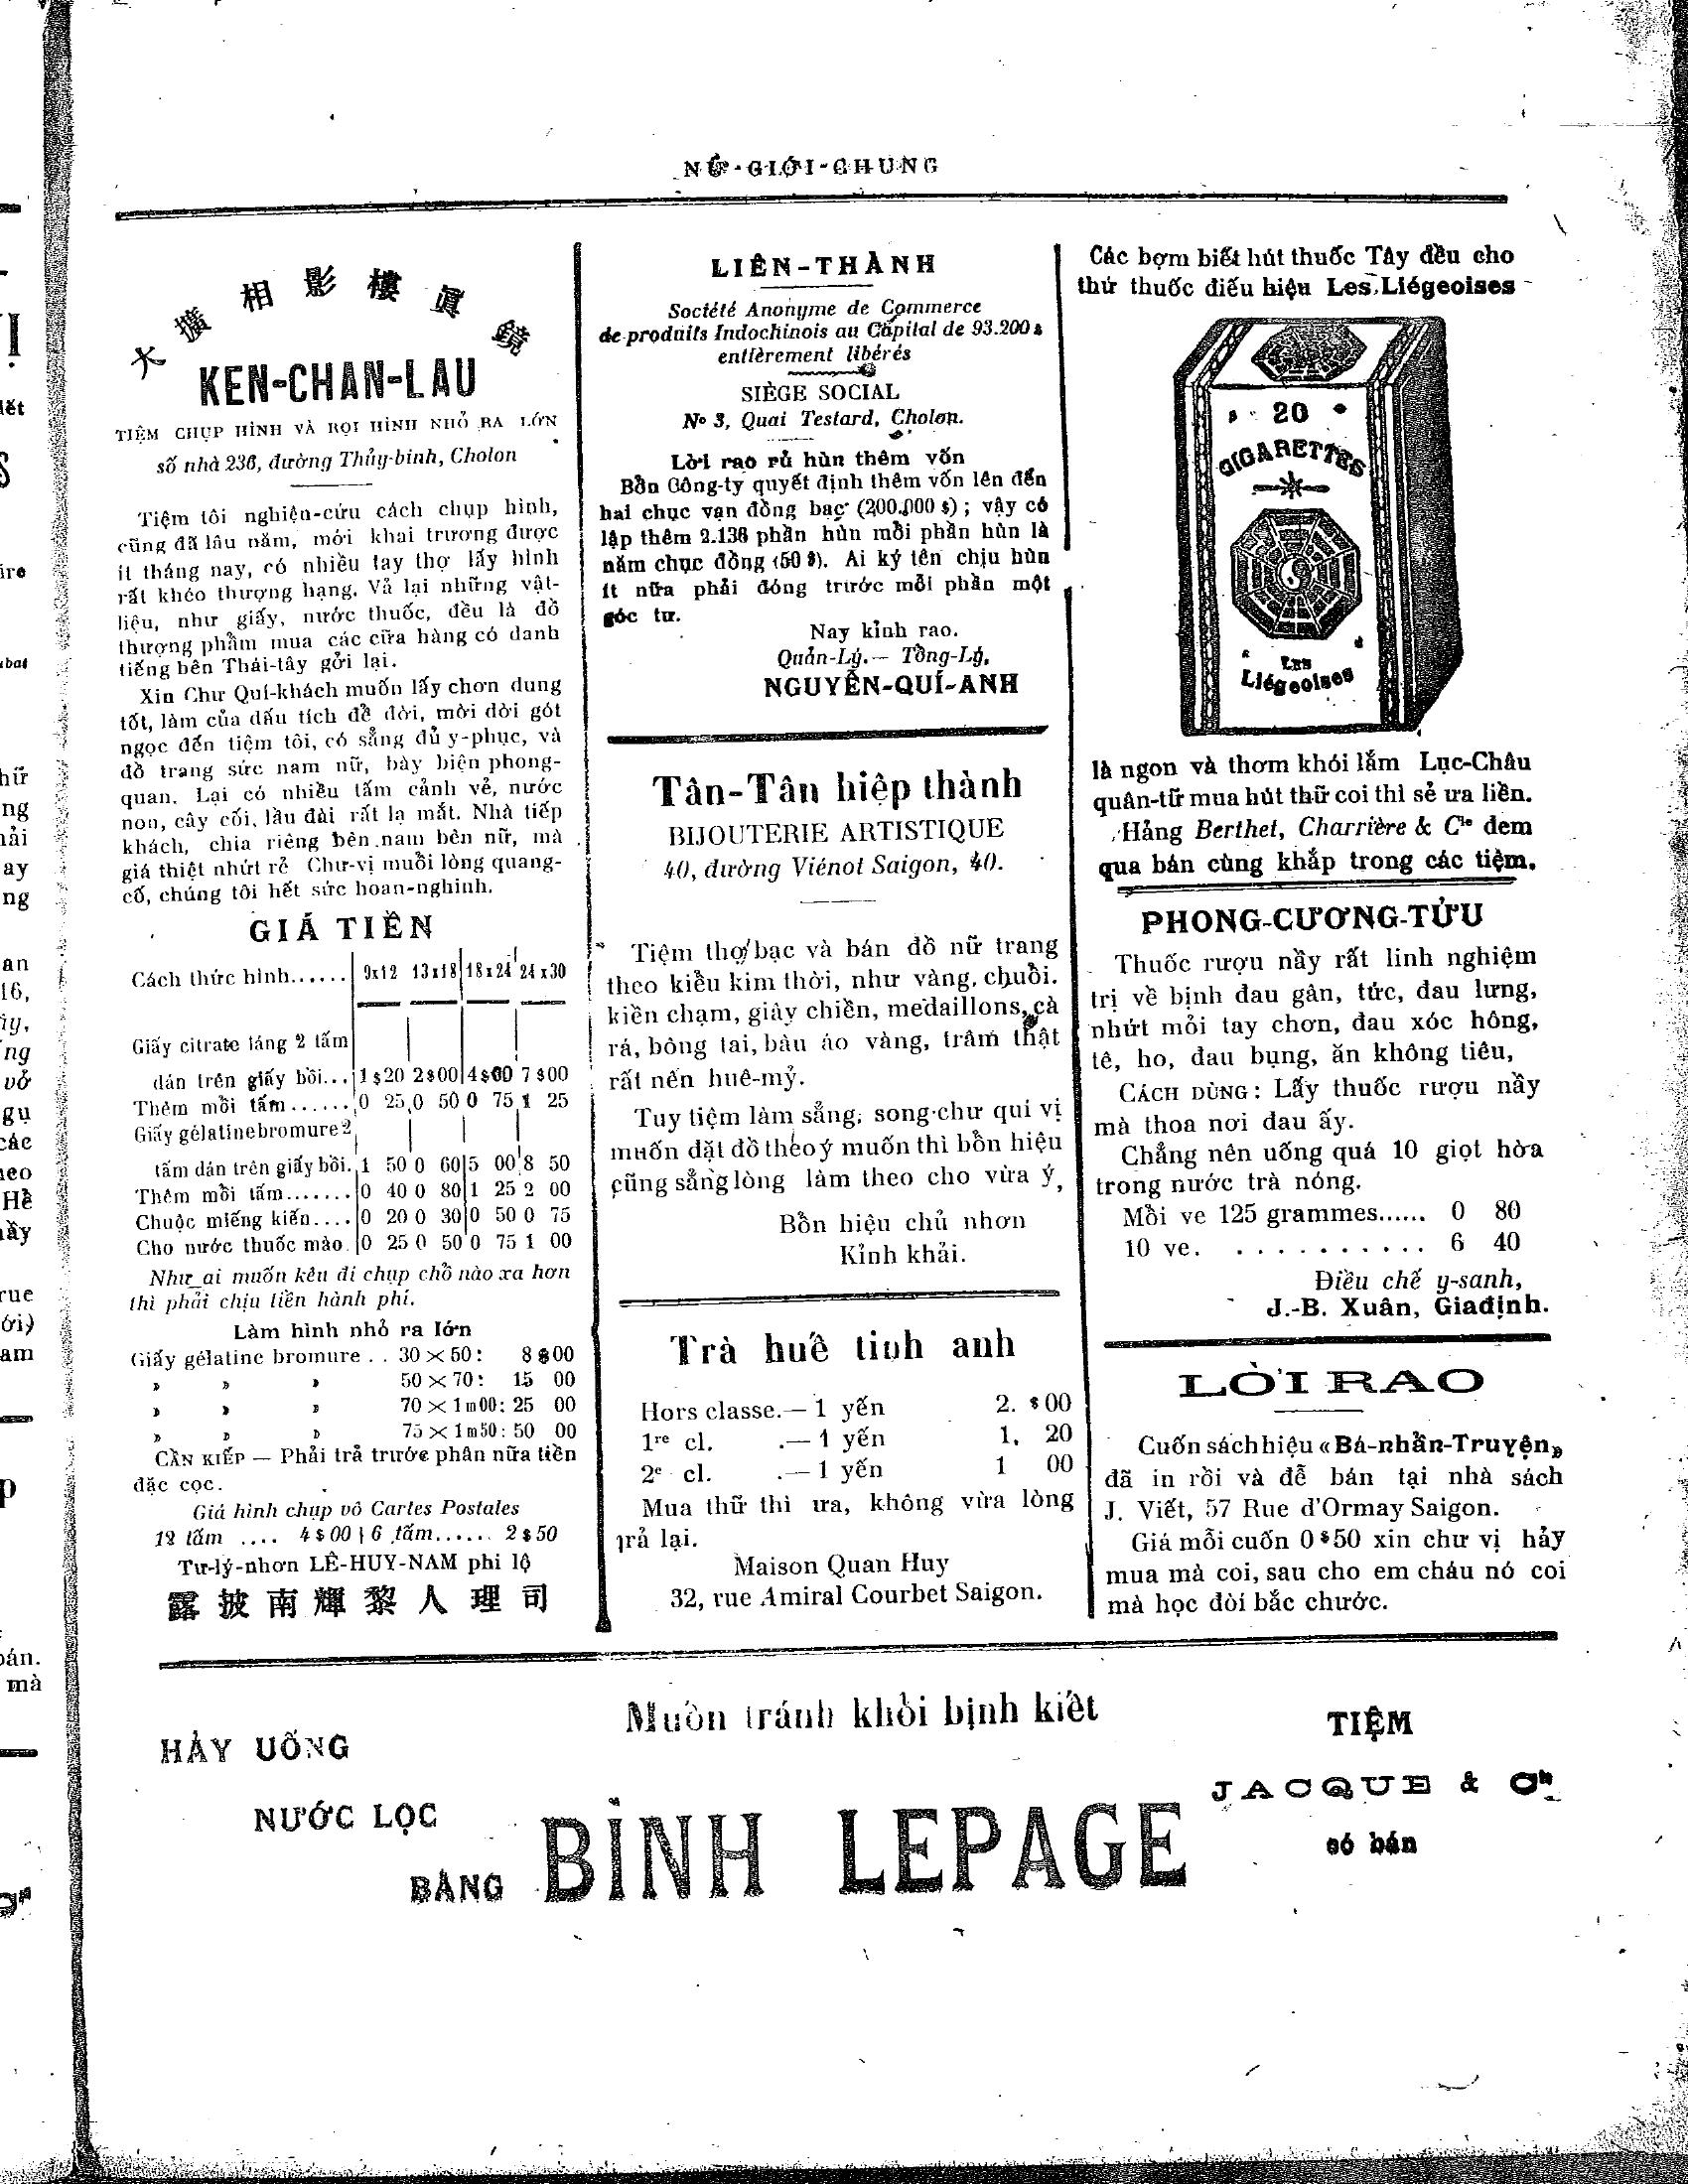 NỮ-GIỚI-CHUNG
大擴相影樓眞鏡
KEN-CHAN-LAU
TIỆM CHỤP HÌNH VÀ RỌI HÌNH NHỎ RA LỚN
số nhà 236, đường Thủy-binh, Cholon
Tiệm tôi nghiện-cứu cách chụp hình,
cũng đã lâu năm, mới khai trương được
ít tháng nay, có nhiều tay thợ lấy hình
rất khéo thượng hạng. Vả lại những vật-
liệu, như giấy, nước thuốc, đều là đồ
thượng phẩm mua các cữa hàng có danh
tiếng bên Thái-tây gởi lại.
Xin Chư Quí-khách muốn lấy chơn dung
tốt, làm của dấu tích để đời, mời dời gót
ngọc đến tiệm tôi, có sẳng đủ y-phục, và
đồ trang sức nam nữ, bày biện phong-
quan. Lại có nhiều tấm cảnh vẻ, nước
non, cây cối, lầu đài rất lạ mắt. Nhà tiếp
khách, chia riêng bên nam bên nữ, mà
giá thiệt nhứt rẻ Chư-vị muỗi lòng quang-
cố, chúng tôi hết sức hoan-nghinh.
GIÁ TIỀN
Cách thức hình...... 9x12 13x18 18x24 24x30
Giấy citrate láng 2 tấm
dán trên giấy bồi... 1 $ 20 2 $ 00 4 $ 00 7 $ 00
Thêm mỗi tấm...... 0 25 0 50 0 75 1 25
Giấy gélatine bromure 2
tấm dán trên giấy bồi. 1 50 0 60 5 00 8 50
Thêm mỗi tấm....... 0 40 0 80 1 25 2 00
Chuộc miếng kiến.... 0 20 0 30 0 50 0 75
Cho nước thuốc mào. 0 25 0 50 0 75 1 00
Như ai muốn kêu đi chụp chỗ nào xa hơn
thì phải chịu tiền hành phí.
Làm hình nhỏ ra lớn
Giấy gélatine bromure . . 30 × 50 : 8 $ 00
» » » 50 × 70 : 15 00
» » » 70 × 1m00 : 25 00
» » » 75 × 1m50 : 50 00
CẦN KIẾP — Phải trả trước phân nữa tiền
đặc cọc.
Giá hình chụp vô Cartes Postales
12 tấm .... 4 $ 00 | 6 tấm...... 2 $ 50
Tư-lý-nhơn LÊ-HUY-NAM phi lộ
露披南輝黎人理司
LIÊN-THÀNH
Société Anonyme de Commerce
de produits Indochinois au Capital de 93.200 $
entièrement libérés
SIÈGE SOCIAL
No 3, Quai Testard, Cholon.
Lời rao rủ hùn thêm vốn
Bổn Công-ty quyết định thêm vốn lên đến
hai chục vạn đồng bạc (200.000 $) ; vậy có
lập thêm 2.136 phần hùn mỗi phần hùn là
năm chục đồng (50 $). Ai ký tên chịu hùn
ít nữa phải đóng trước mỗi phần một
góc tư.
Nay kỉnh rao.
Quản-Lý.— Tổng-Lý,
NGUYỄN-QUÍ-ANH
Tân-Tân hiệp thành
BIJOUTERIE ARTISTIQUE
40, đường Viénot Saigon, 40.
Tiệm thợ bạc và bán đồ nữ trang
theo kiểu kim thời, như vàng, chuỗi.
kiền chạm, giây chiền, medaillons, cà
rá, bông tai, bàu áo vàng, trâm thật
rất nến huê-mỷ.
Tuy tiệm làm sẳng, song chư quí vị
muốn đặt đồ theo ý muốn thì bổn hiệu
cũng sẳng lòng làm theo cho vừa ý,
Bổn hiệu chủ nhơn
Kỉnh khải.
Trà huế tinh anh
Hors classe.— 1 yến 2. $ 00
1re cl. .— 1 yến 1. 20
2e cl. .— 1 yến 1 00
Mua thữ thì ưa, không vừa lòng
trả lại.
Maison Quan Huy
32, rue Amiral Courbet Saigon.
Các bợm biết hút thuốc Tây đều cho
thứ thuốc điếu hiệu Les Liégeoises
20
CIGARETTES
LES
Liégeoises
là ngon và thơm khói lắm Lục-Châu
quân-tữ mua hút thữ coi thì sẻ ưa liền.
Hảng Berthet, Charrière & Cie đem
qua bán cùng khắp trong các tiệm.
PHONG-CƯƠNG-TỬU
Thuốc rượu nầy rất linh nghiệm
trị về bịnh đau gân, tức, đau lưng,
nhứt mỏi tay chơn, đau xóc hông,
tê, ho, đau bụng, ăn không tiêu,
CÁCH DÙNG : Lấy thuốc rượu nầy
mà thoa nơi đau ấy.
Chẳng nên uống quá 10 giọt hờa
trong nước trà nóng.
Mỗi ve 125 grammes...... 0 80
10 ve. . . . . . . . . . . 6 40
Điều chế y-sanh,
J.-B. Xuân, Giađịnh.
LỜI RAO
Cuốn sách hiệu « Bá-nhẫn-Truyện »
đã in rồi và để bán tại nhà sách
J. Viết, 57 Rue d'Ormay Saigon.
Giá mỗi cuốn 0 $ 50 xin chư vị hảy
mua mà coi, sau cho em cháu nó coi
mà học đòi bắc chước.
Muốn tránh khỏi bịnh kiết
HẢY UỐNG
NƯỚC LỌC
BẰNG
BÌNH LEPAGE
TIỆM
JACQUE & Cie
có bán